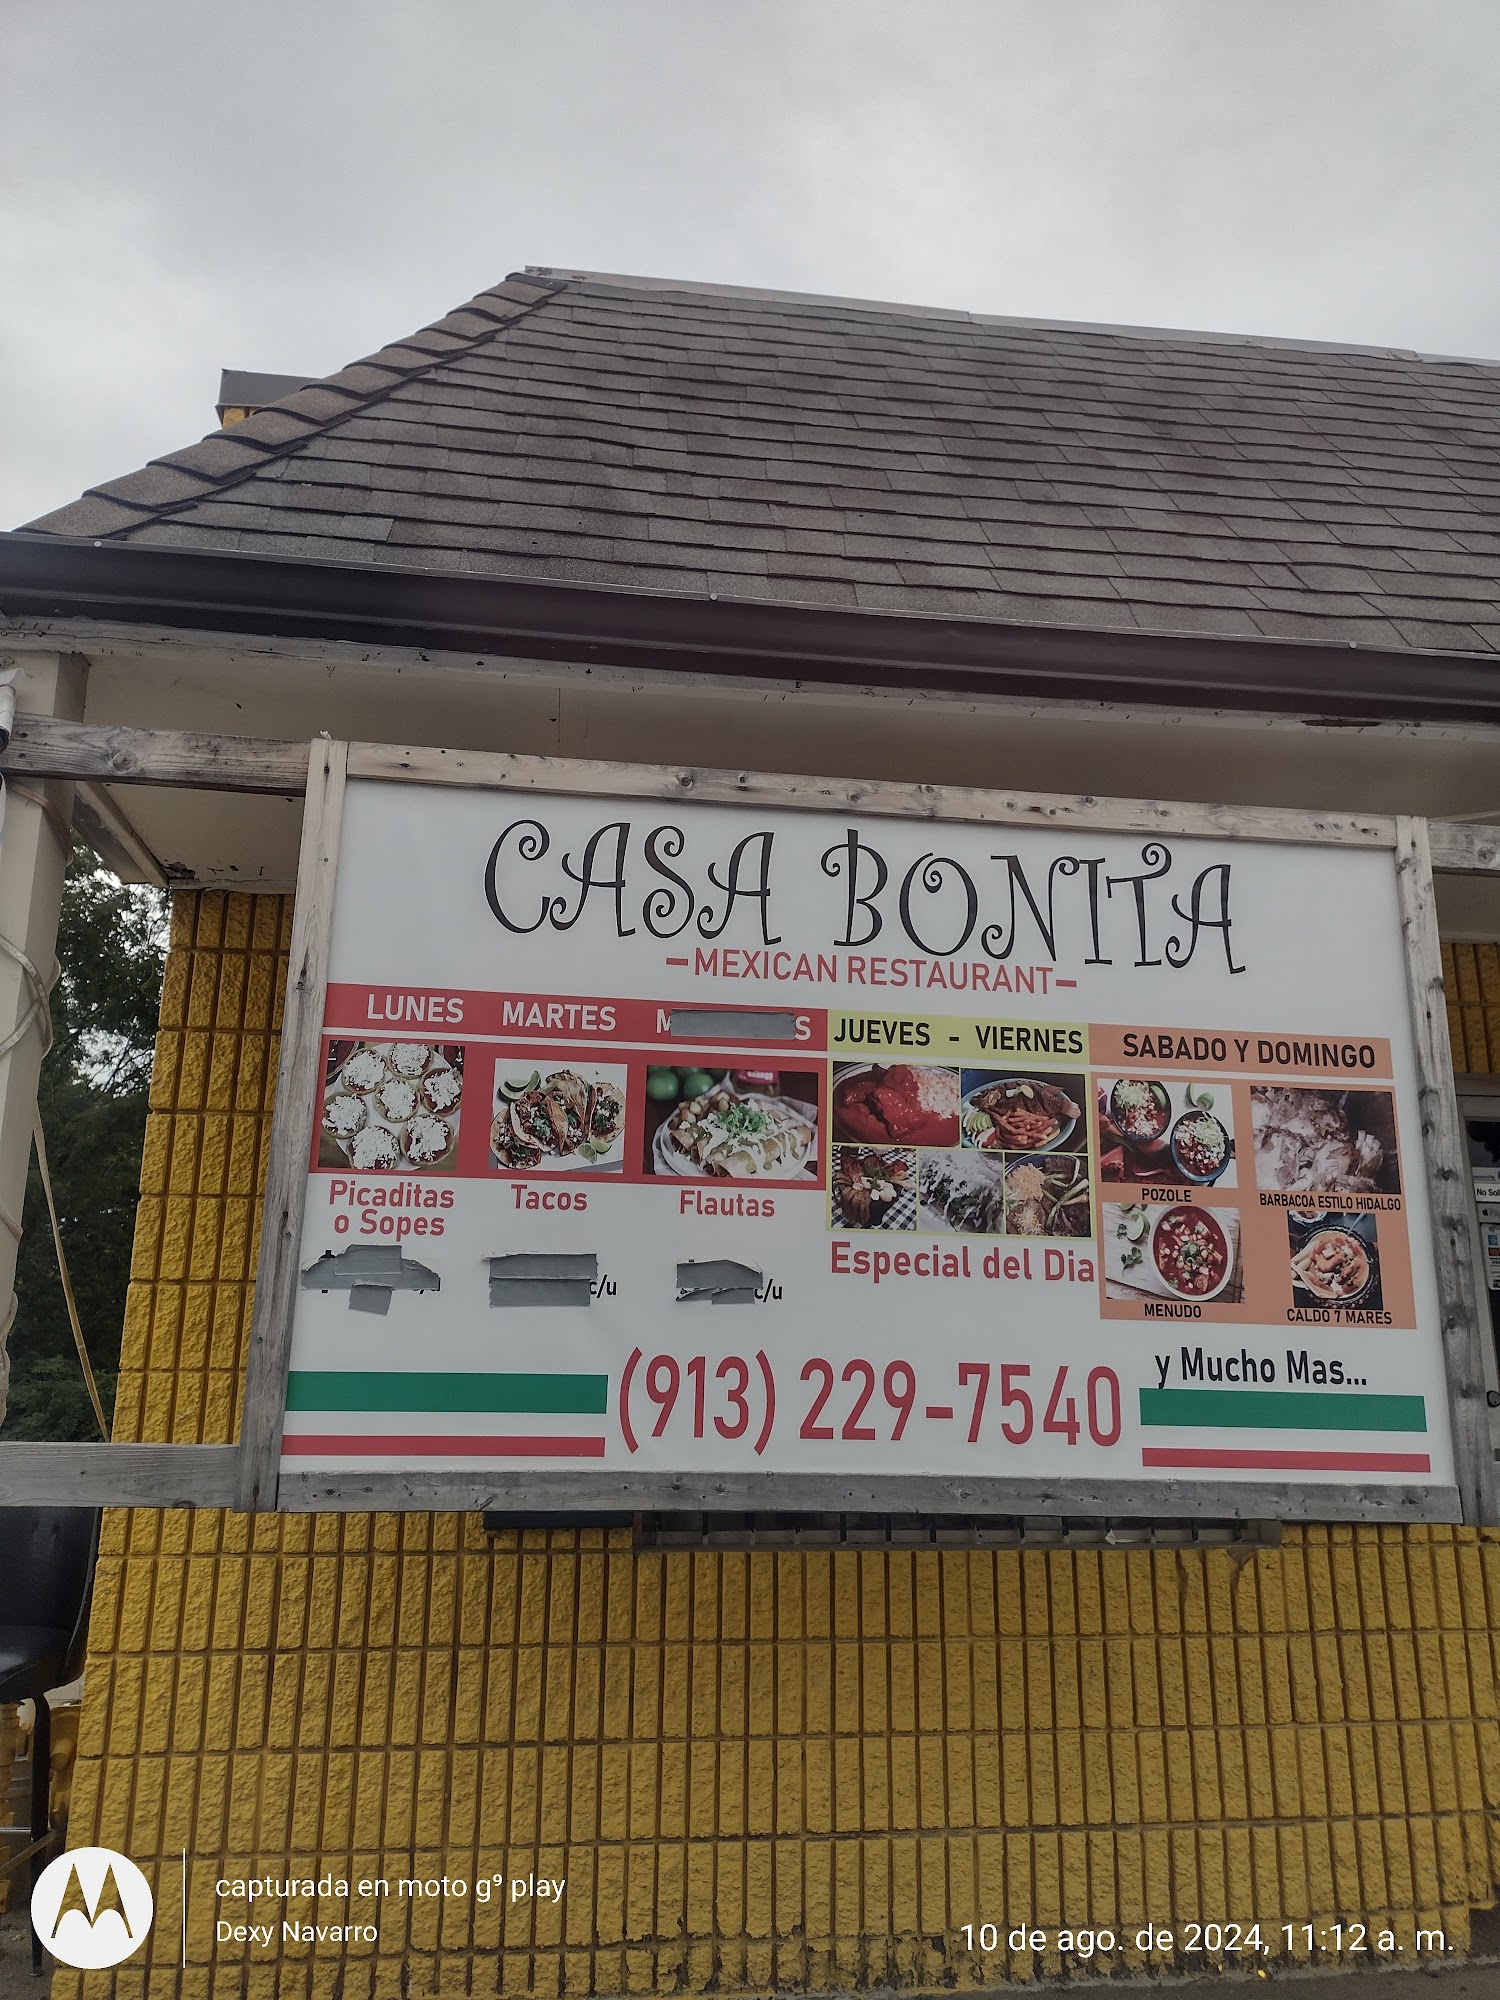 CASA BONITA
-MEXICAN RESTAURANT-
LUNES MARTES
JUEVES - VIERNES
SABADO Y DOMINGO
Picaditas
o Sopes
Tacos
Flautas
c/u
c/u
Especial del Dia
POZOLE
BARBACOA ESTILO HIDALGO
MENUDO
CALDO 7 MARES
y Mucho Mas...
(913) 229-7540
capturada en moto g⁹ play
Dexy Navarro
10 de ago. de 2024, 11:12 a. m.